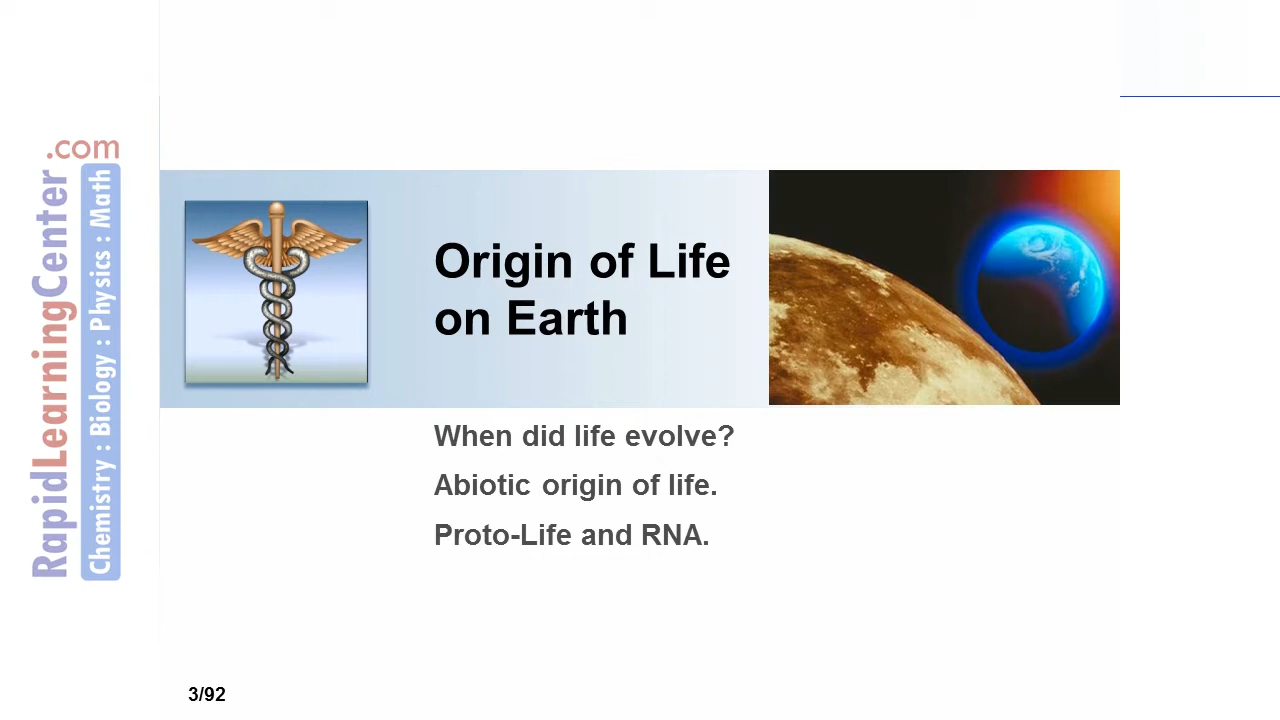 RapidLearningCenter.com
Chemistry : Biology : Physics : Math
Origin of Life
on Earth
When did life evolve?
Abiotic origin of life.
Proto-Life and RNA.
3/92